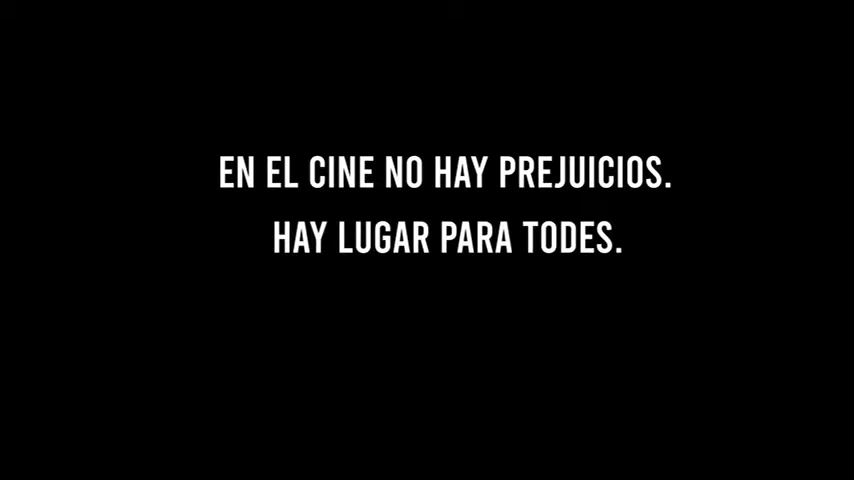 EN EL CINE NO HAY PREJUICIOS.
HAY LUGAR PARA TODES.